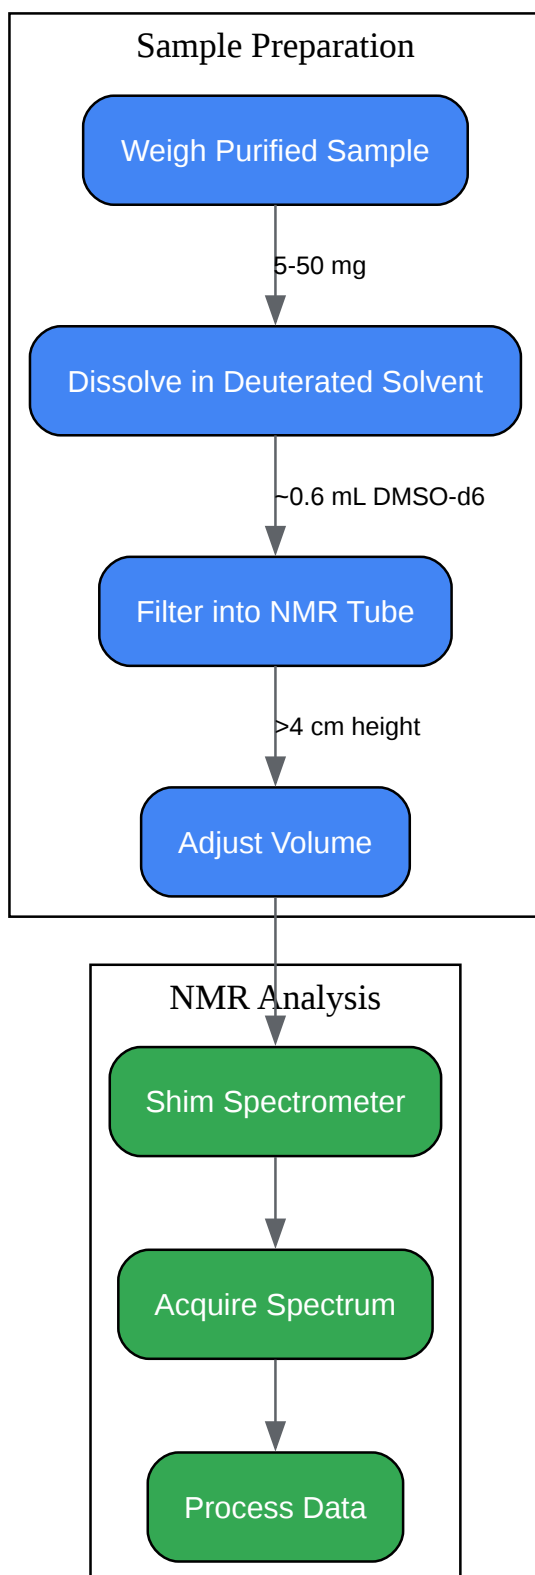 Sample Preparation
Weigh Purified Sample
5-50 mg
Dissolve in Deuterated Solvent
~0.6 mL DMSO-d6
Filter into NMR Tube
>4 cm height
Adjust Volume
NMR Analysis
Shim Spectrometer
Acquire Spectrum
Process Data